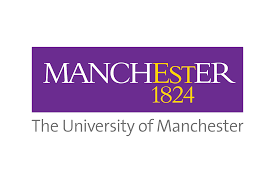 MANCHESTER
1824
The University of Manchester